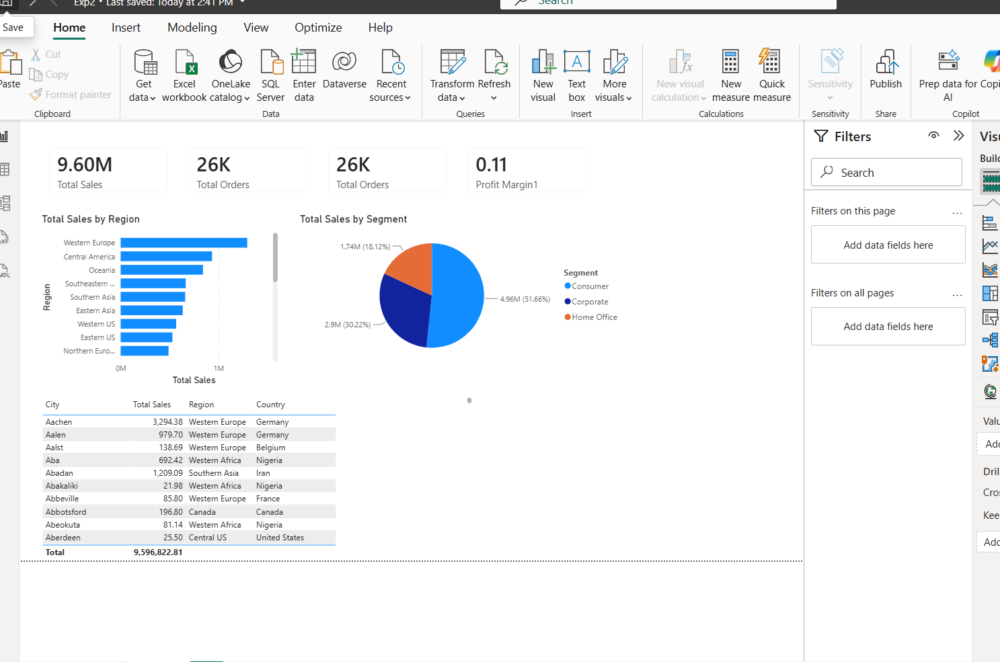 Exp2 • Last saved: Today at 2:41 PM
Search
Save
Home Insert Modeling View Optimize Help
Paste
Cut
Copy
Format painter
Clipboard
Get data
Excel workbook
OneLake catalog
SQL Server
Enter data
Dataverse
Recent sources
Data
Transform data
Refresh
Queries
New visual
Text box
More visuals
Insert
New visual calculation
New measure
Quick measure
Calculations
Sensitivity
Sensitivity
Publish
Share
Prep data for AI
Copi
Copilot
9.60M
Total Sales
26K
Total Orders
26K
Total Orders
0.11
Profit Margin1
Total Sales by Region
Region
Western Europe
Central America
Oceania
Southeastern ...
Southern Asia
Eastern Asia
Western US
Eastern US
Northern Euro...
0M 1M
Total Sales
Total Sales by Segment
1.74M (18.12%)
4.96M (51.66%)
2.9M (30.22%)
Segment
Consumer
Corporate
Home Office
City Total Sales Region Country
Aachen 3,294.38 Western Europe Germany
Aalen 979.70 Western Europe Germany
Aalst 138.69 Western Europe Belgium
Aba 692.42 Western Africa Nigeria
Abadan 1,209.09 Southern Asia Iran
Abakaliki 21.98 Western Africa Nigeria
Abbeville 85.80 Western Europe France
Abbotsford 196.80 Canada Canada
Abeokuta 81.14 Western Africa Nigeria
Aberdeen 25.50 Central US United States
Total 9,596,822.81
Filters
Search
Filters on this page ...
Add data fields here
Filters on all pages ...
Add data fields here
Visu
Build
Valu
Add
Dril
Cros
Kee
Add